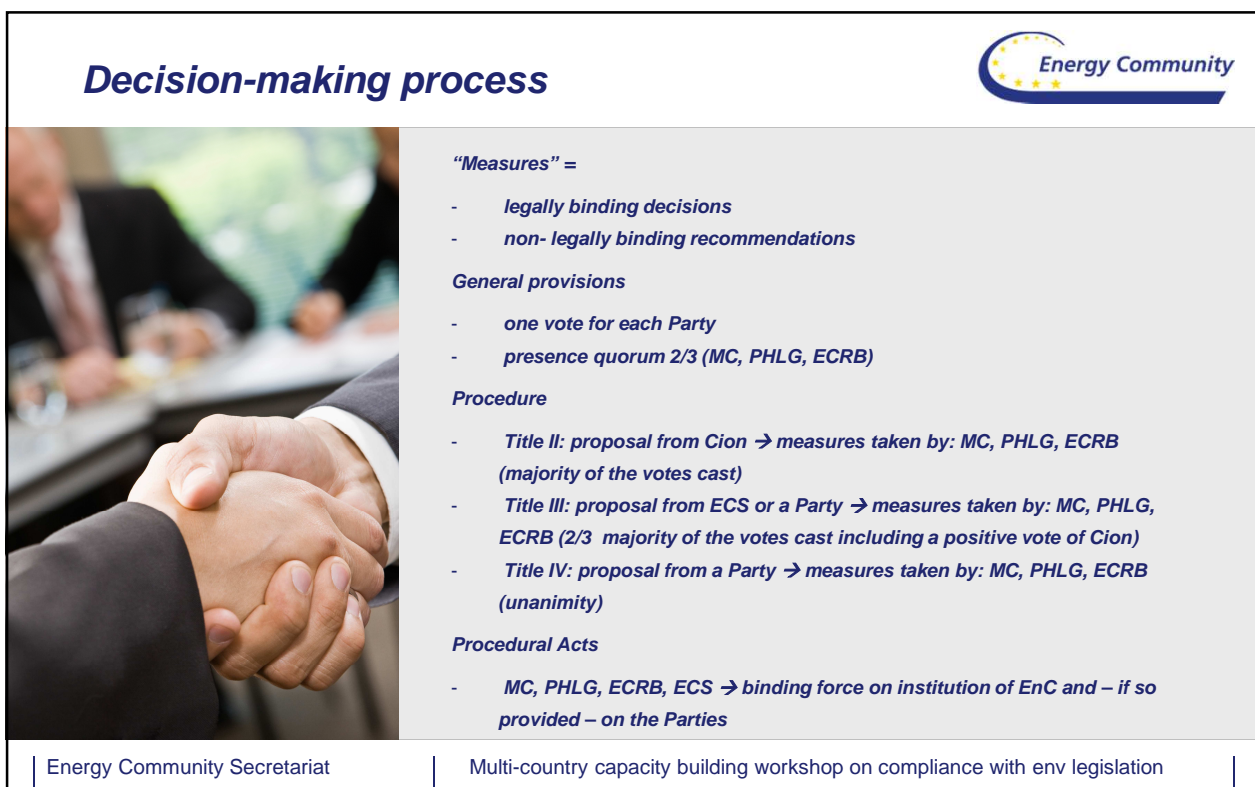 Decision-making process
Energy Community
“Measures” =
- legally binding decisions
- non- legally binding recommendations
General provisions
- one vote for each Party
- presence quorum 2/3 (MC, PHLG, ECRB)
Procedure
- Title II: proposal from Cion → measures taken by: MC, PHLG, ECRB
(majority of the votes cast)
- Title III: proposal from ECS or a Party → measures taken by: MC, PHLG,
ECRB (2/3 majority of the votes cast including a positive vote of Cion)
- Title IV: proposal from a Party → measures taken by: MC, PHLG, ECRB
(unanimity)
Procedural Acts
- MC, PHLG, ECRB, ECS → binding force on institution of EnC and – if so
provided – on the Parties
Energy Community Secretariat
Multi-country capacity building workshop on compliance with env legislation